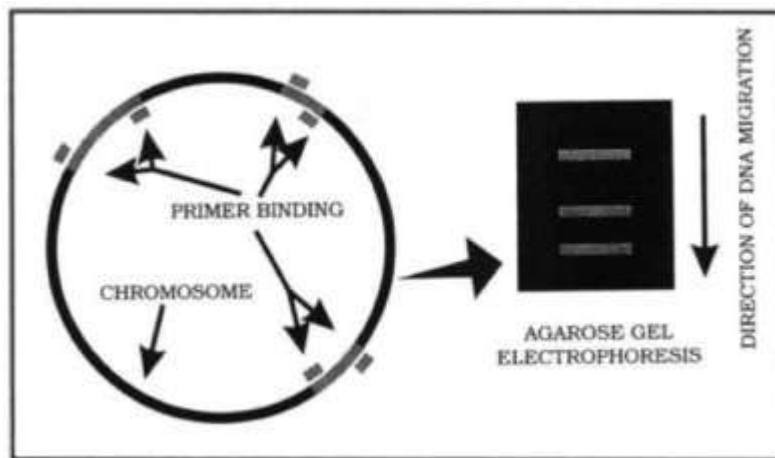 PRIMER BINDING
CHROMOSOME
AGAROSE GEL
ELECTROPHORESIS
DIRECTION OF DNA MIGRATION